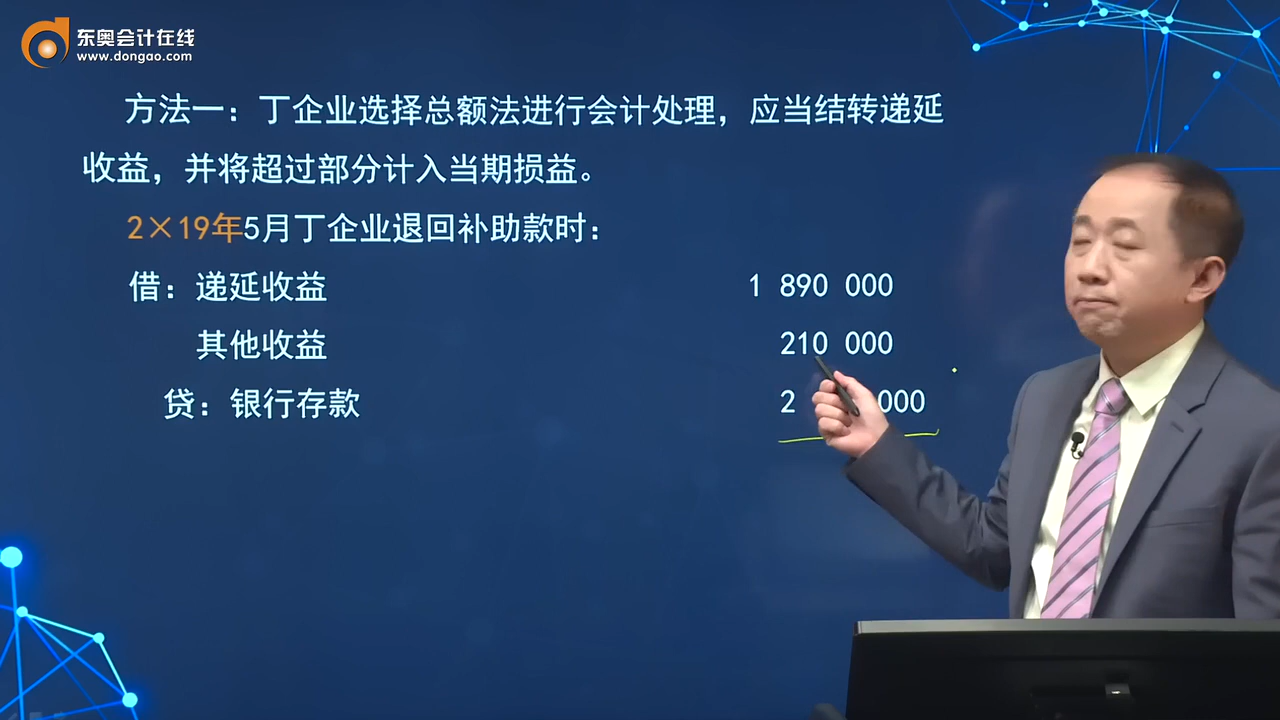 东奥会计在线
www.dongao.com
方法一：丁企业选择总额法进行会计处理，应当结转递延
收益，并将超过部分计入当期损益。
2×19年5月丁企业退回补助款时：
借：递延收益 1 890 000
其他收益 210 000
贷：银行存款 2 000